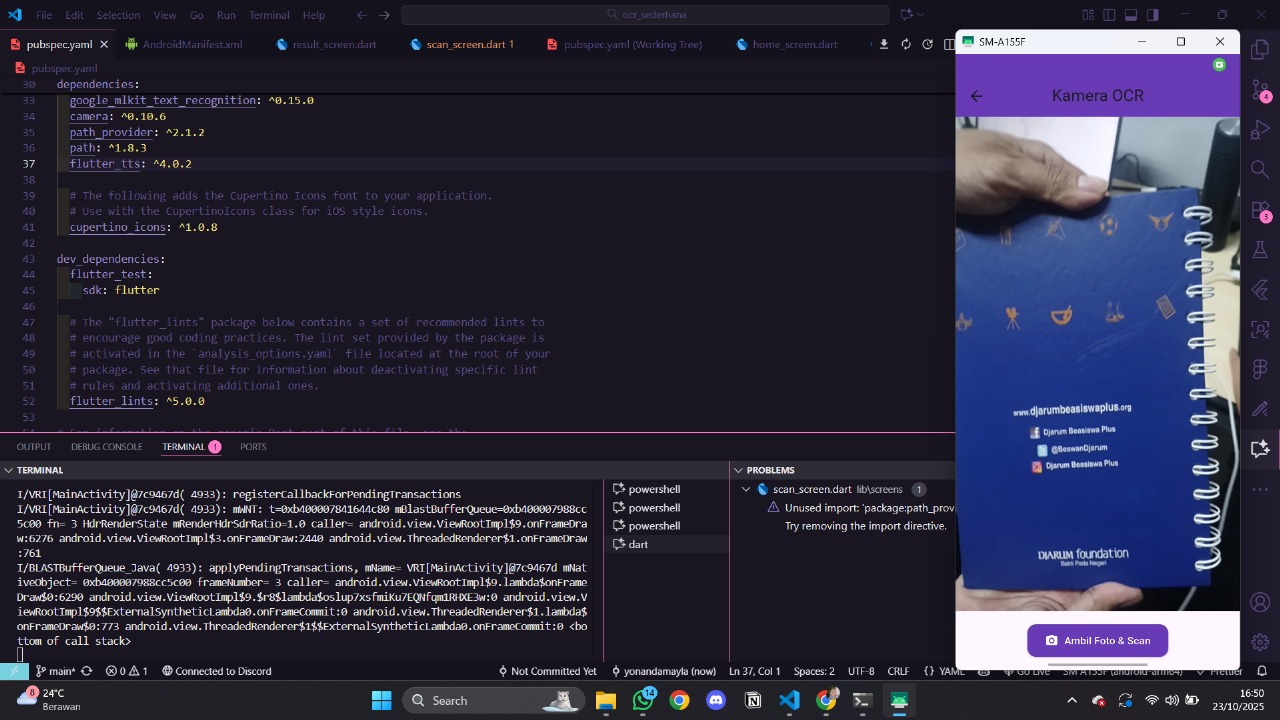 File Edit Selection View Go Run Terminal Help
ocr_sederhana
pubspec.yaml
AndroidManifest.xml
result_screen.dart
scan_screen.dart 1
pubspec.yaml (Working Tree)
home_screen.dart
pubspec.yaml
30 dependencies:
33 google_mlkit_text_recognition: ^0.15.0
34 camera: ^0.10.6
35 path_provider: ^2.1.2
36 path: ^1.8.3
37 flutter_tts: ^4.0.2
38
39 # The following adds the Cupertino Icons font to your application.
40 # Use with the CupertinoIcons class for iOS style icons.
41 cupertino_icons: ^1.0.8
42
43 dev_dependencies:
44 flutter_test:
45 sdk: flutter
46
47 # The "flutter_lints" package below contains a set of recommended lints to
48 # encourage good coding practices. The lint set provided by the package is
49 # activated in the `analysis_options.yaml` file located at the root of your
50 # package. See that file for information about deactivating specific lint
51 # rules and activating additional ones.
52 flutter_lints: ^5.0.0
53
OUTPUT DEBUG CONSOLE TERMINAL 1 PORTS
TERMINAL
I/VRI[MainActivity]@7c9467d( 4933): registerCallbackForPendingTransactions
I/VRI[MainActivity]@7c9467d( 4933): mWNT: t=0xb400007841644c80 mBlastBufferQueue=0xb400007988cc
5c00 fn= 3 HdrRenderState mRenderHdrSdrRatio=1.0 caller= android.view.ViewRootImpl$9.onFrameDra
w:6276 android.view.ViewRootImpl$3.onFrameDraw:2440 android.view.ThreadedRenderer$1.onFrameDraw
:761
I/BLASTBufferQueue_Java( 4933): applyPendingTransactions, mName= VRI[MainActivity]@7c9467d mNat
iveObject= 0xb400007988cc5c00 frameNumber= 3 caller= android.view.ViewRootImpl$9.lambda$onFrame
Draw$0:6290 android.view.ViewRootImpl$9.$r8$lambda$oslup7xsfmiKu7EQNfqm1RHXE3w:0 android.view.V
iewRootImpl$9$$ExternalSyntheticLambda0.onFrameCommit:0 android.view.ThreadedRenderer$1.lambda$
onFrameDraw$0:773 android.view.ThreadedRenderer$1$$ExternalSyntheticLambda0.onFrameCommit:0 <bo
ttom of call stack>
powershell
powershell
powershell
dart
PROBLEMS
scan_screen.dart lib\screens 1
Unused import: 'package:path_prov
Try removing the import directive.
SM-A155F
Kamera OCR
www.djarumbeasiswaplus.org
Djarum Beasiswa Plus
@BeswanDjarum
Djarum Beasiswa Plus
DJARUM foundation
Bakti Pada Negeri
Ambil Foto & Scan
4
3
main* 0 1 Connected to Discord Not Committed Yet yonandamayla (now) Ln 37, Col 1 Spaces: 2 UTF-8 CRLF {} YAML Go Live SM A155F (android-arm64) Prettier
8
24°C
Berawan
Search
14
16:50
23/10/2025